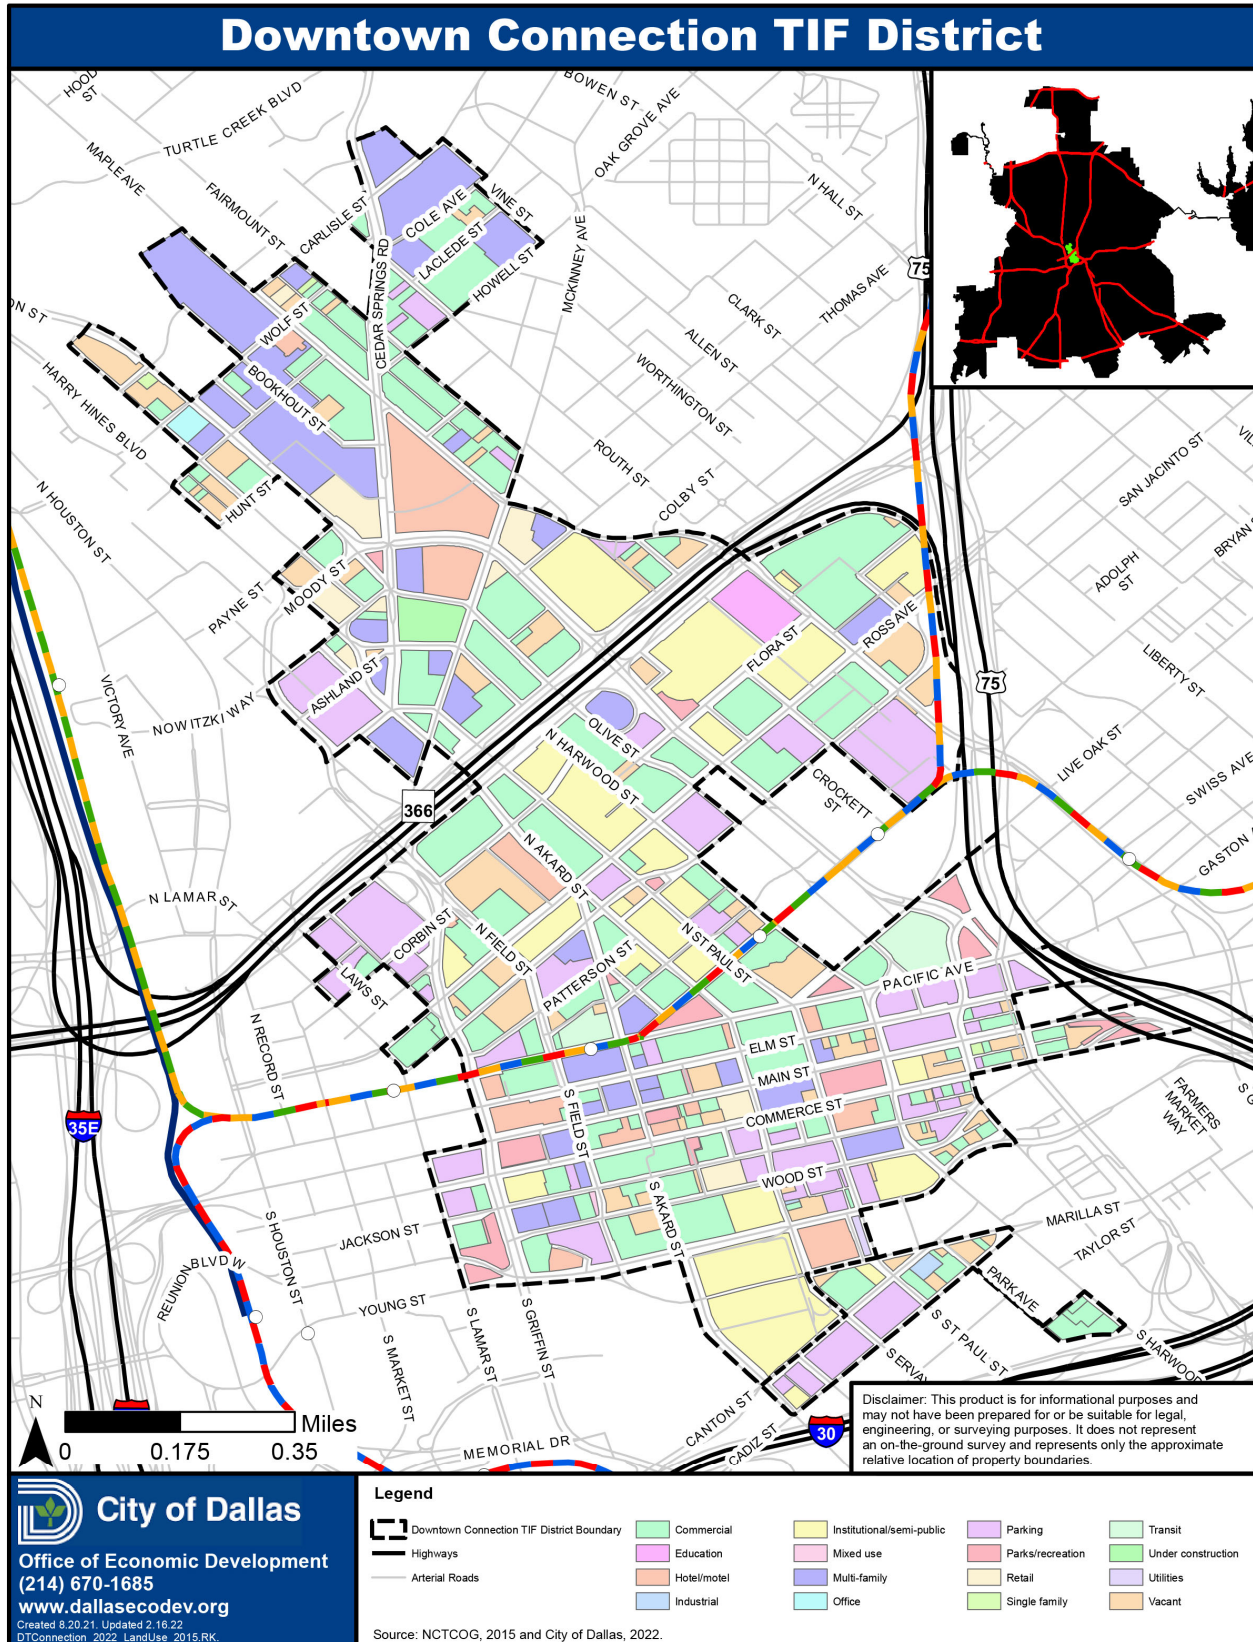 Downtown Connection TIF District
HOOD
ST
TURTLE CREEK BLVD
BOWEN ST
OAK GROVE AVE
MAPLE AVE
FAIRMOUNT ST
CARLISLE ST
COLE AVE
VINE ST
N HALL ST
LACLEDE ST
HOWELL ST
MCKINNEY AVE
CEDAR SPRINGS RD
THOMAS AVE
75
CLARK ST
ALLEN ST
WOLF ST
ON ST
WORTHINGTON ST
HARRY HINES BLVD
BOOKHOUT ST
ROUTH ST
COLBY ST
SAN JACINTO ST
BRYAN
N HOUSTON ST
HUNT ST
ADOLPH
ST
MOODY ST
PAYNE ST
ROSS AVE
FLORA ST
LIBERTY ST
75
ASHLAND ST
VICTORY AVE
NOWITZKI WAY
OLIVE ST
N HARWOOD ST
LIVE OAK ST
CROCKETT
ST
SWISS AVE
366
GASTON
N AKARD ST
N LAMAR ST
CORBIN ST
N FIELD ST
N ST PAUL ST
LAWS ST
PATTERSON ST
PACIFIC AVE
N RECORD ST
ELM ST
MAIN ST
COMMERCE ST
FARMERS
MARKET
WAY
35E
S FIELD ST
WOOD ST
S AKARD ST
MARILLA ST
TAYLOR ST
JACKSON ST
S HOUSTON ST
REUNION BLVD W
PARK AVE
YOUNG ST
S LAMAR ST
S GRIFFIN ST
S MARKET ST
S ST PAUL ST
S ERVAY
S HARWOOD
CANTON ST
CADIZ ST
30
MEMORIAL DR
N
Miles
0 0.175 0.35
Disclaimer: This product is for informational purposes and
may not have been prepared for or be suitable for legal,
engineering, or surveying purposes. It does not represent
an on-the-ground survey and represents only the approximate
relative location of property boundaries.
City of Dallas
Office of Economic Development
(214) 670-1685
www.dallasecodev.org
Created 8.20.21. Updated 2.16.22
DTConnection_2022_LandUse_2015.RK.
Legend
Downtown Connection TIF District Boundary
Highways
Arterial Roads
Commercial
Education
Hotel/motel
Industrial
Institutional/semi-public
Mixed use
Multi-family
Office
Parking
Parks/recreation
Retail
Single family
Transit
Under construction
Utilities
Vacant
Source: NCTCOG, 2015 and City of Dallas, 2022.